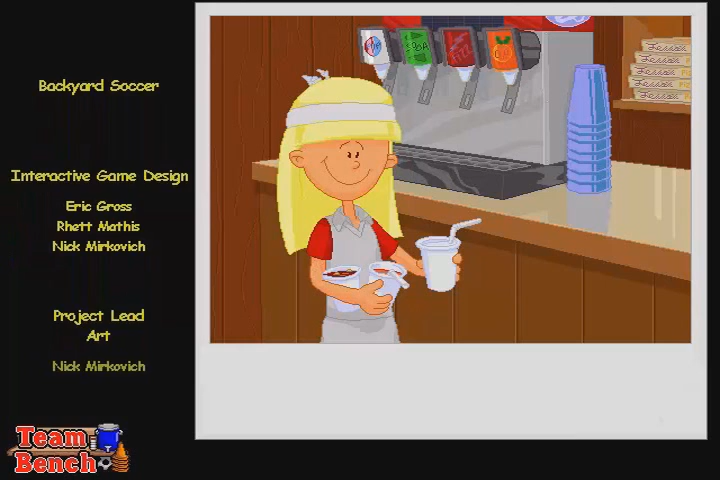 Backyard Soccer
Interactive Game Design
Eric Gross
Rhett Mathis
Nick Mirkovich
Project Lead
Art
Nick Mirkovich
Team
Bench